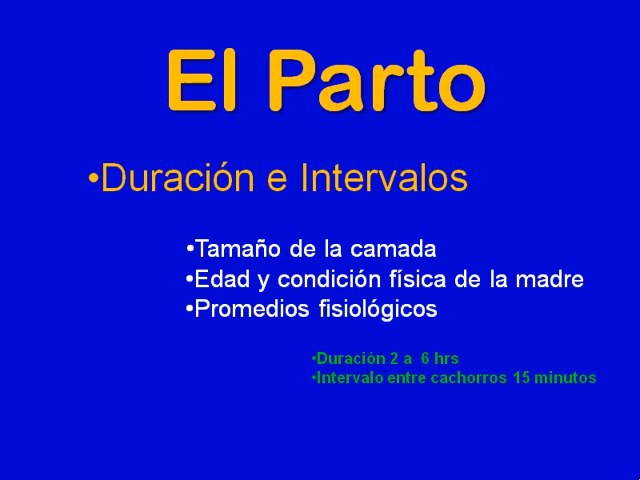 El Parto
•Duración e Intervalos
•Tamaño de la camada
•Edad y condición física de la madre
•Promedios fisiológicos
•Duración 2 a  6 hrs
•Intervalo entre cachorros 15 minutos